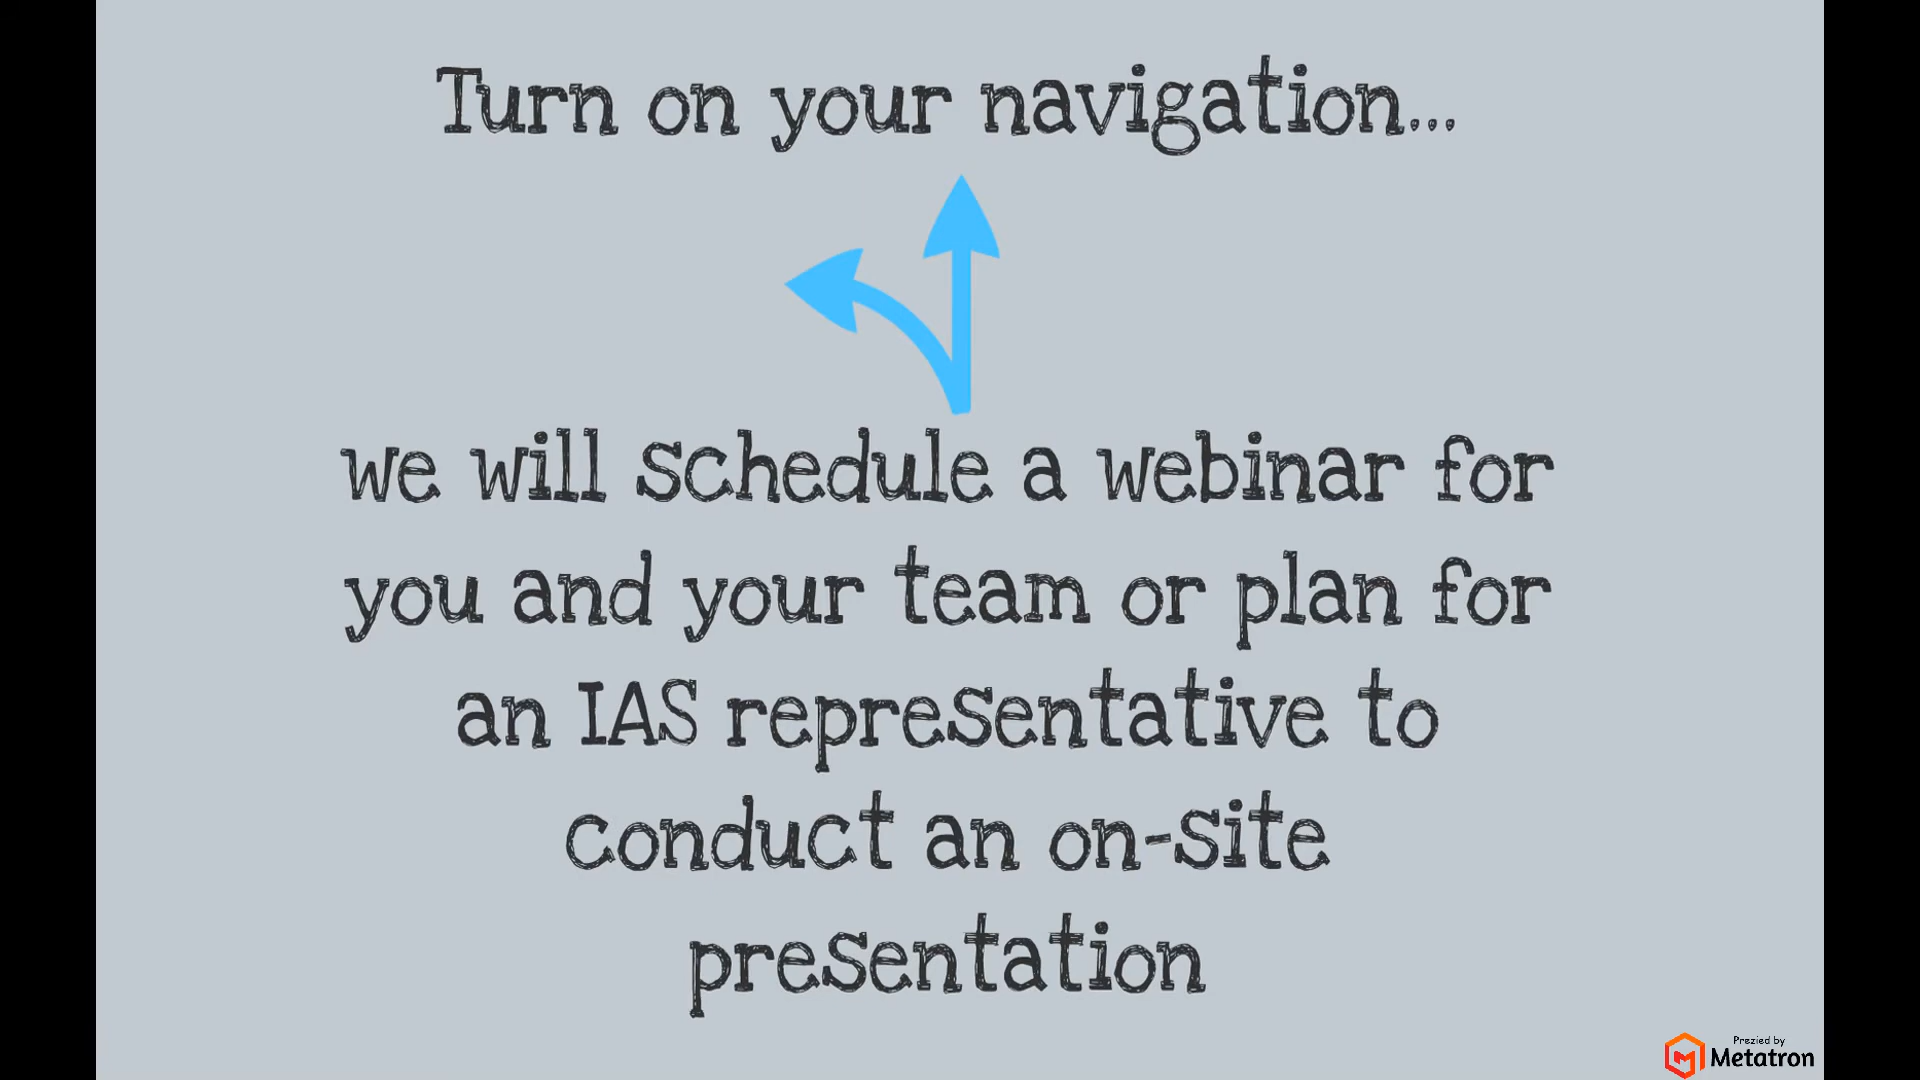 Turn on your navigation...
we will schedule a webinar for
you and your team or plan for
an IAS representative to
conduct an on-site
presentation
Prezied by
Metatron